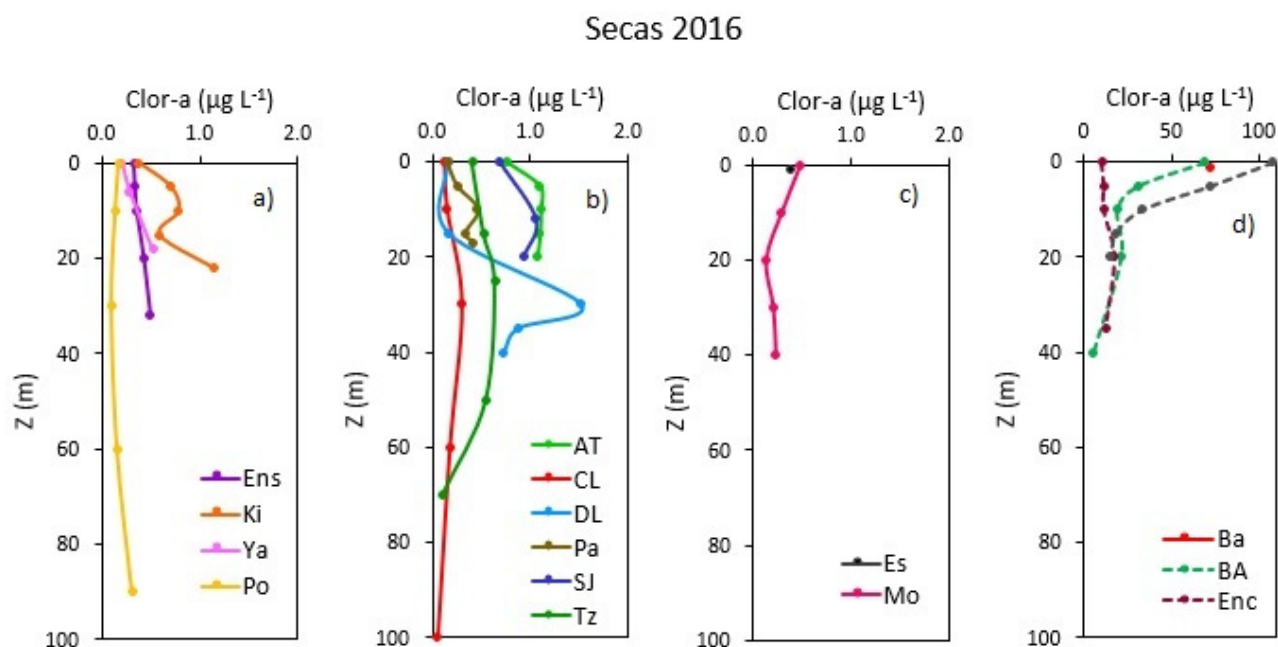 Secas 2016
Clor-a (µg L⁻¹)
0.0 1.0 2.0
0
20
40
60
80
100
Z (m)
a)
Ens
Ki
Ya
Po
Clor-a (µg L⁻¹)
0.0 1.0 2.0
0
20
40
60
80
100
Z (m)
b)
AT
CL
DL
Pa
SJ
Tz
Clor-a (µg L⁻¹)
0.0 1.0 2.0
0
20
40
60
80
100
Z (m)
c)
Es
Mo
Clor-a (µg L⁻¹)
0 50 100
0
20
40
60
80
100
Z (m)
d)
Ba
BA
Enc